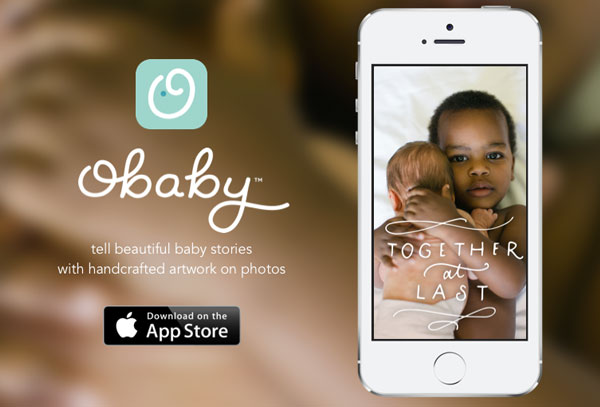 O
Obaby™
tell beautiful baby stories
with handcrafted artwork on photos
Download on the
App Store
TOGETHER
at
LAST